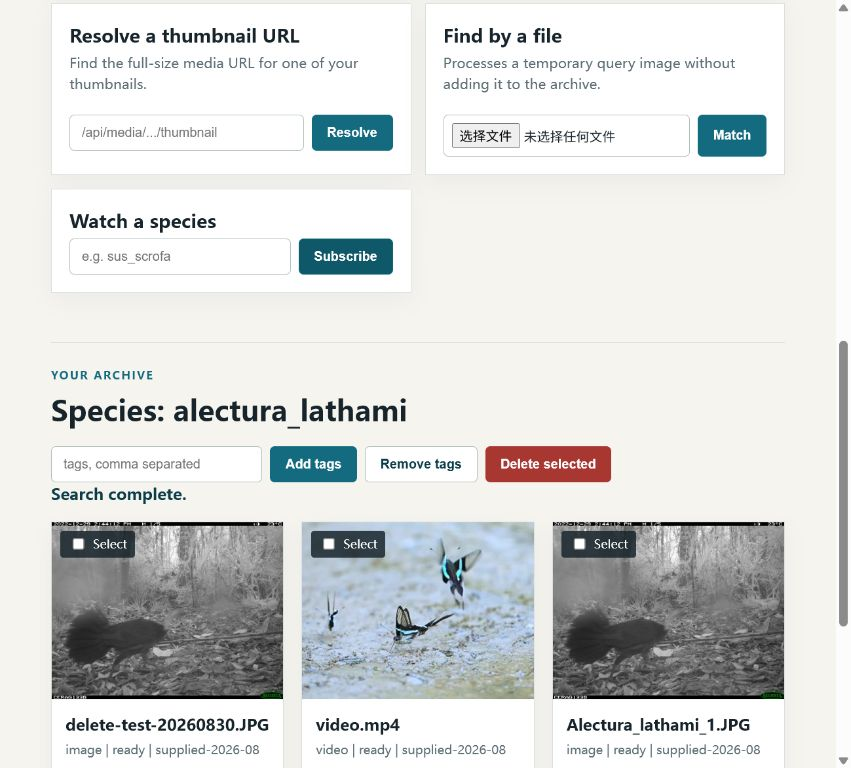 Resolve a thumbnail URL
Find the full-size media URL for one of your
thumbnails.
/api/media/.../thumbnail
Resolve
Find by a file
Processes a temporary query image without
adding it to the archive.
选择文件 未选择任何文件
Match
Watch a species
e.g. sus_scrofa
Subscribe
YOUR ARCHIVE
Species: alectura_lathami
tags, comma separated
Add tags
Remove tags
Delete selected
Search complete.
Select
Select
Select
delete-test-20260830.JPG
image | ready | supplied-2026-08
video.mp4
video | ready | supplied-2026-08
Alectura_lathami_1.JPG
image | ready | supplied-2026-08